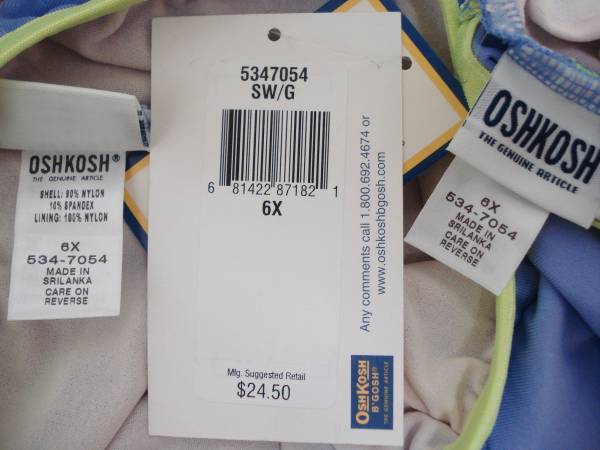 OSHKOSH®
THE GENUINE ARTICLE
SHELL: 90% NYLON
10% SPANDEX
LINING: 100% NYLON
6X
534-7054
MADE IN
SRILANKA
CARE ON
REVERSE
5347054
SW/G
6 81422 87182 1
6X
Mfg. Suggested Retail
$24.50
Any comments call 1.800.692.4674 or
www.oshkoshbgosh.com
OSHKOSH
B'GOSH®
THE GENUINE ARTICLE
OSHKOSH
THE GENUINE ARTICLE
6X
534-7054
MADE IN
SRILANKA
CARE ON
REVERSE